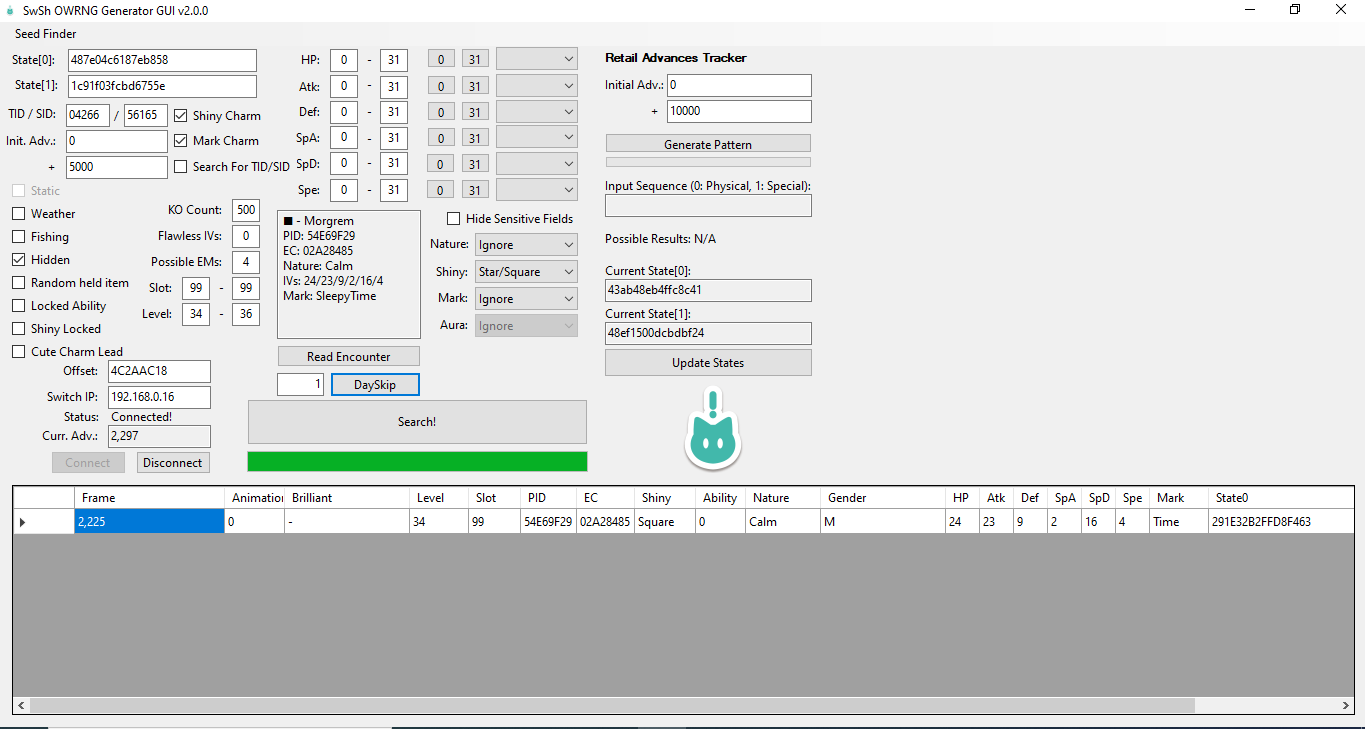 SwSh OWRNG Generator GUI v2.0.0
Seed Finder
State[0]: 487e04c6187eb858
State[1]: 1c91f03fcbd6755e
TID / SID: 04266 / 56165 Shiny Charm
Init. Adv.: 0 Mark Charm
+ 5000 Search For TID/SID
Static
Weather
Fishing
Hidden
Random held item
Locked Ability
Shiny Locked
Cute Charm Lead
KO Count: 500
Flawless IVs: 0
Possible EMs: 4
Slot: 99 - 99
Level: 34 - 36
Offset: 4C2AAC18
Switch IP: 192.168.0.16
Status: Connected!
Curr. Adv.: 2,297
Connect Disconnect
HP: 0 - 31 0 31
Atk: 0 - 31 0 31
Def: 0 - 31 0 31
SpA: 0 - 31 0 31
SpD: 0 - 31 0 31
Spe: 0 - 31 0 31
■ - Morgrem
PID: 54E69F29
EC: 02A28485
Nature: Calm
IVs: 24/23/9/2/16/4
Mark: SleepyTime
Read Encounter
1 DaySkip
Search!
Hide Sensitive Fields
Nature: Ignore
Shiny: Star/Square
Mark: Ignore
Aura: Ignore
Retail Advances Tracker
Initial Adv.: 0
+ 10000
Generate Pattern
Input Sequence (0: Physical, 1: Special):
Possible Results: N/A
Current State[0]:
43ab48eb4ffc8c41
Current State[1]:
48ef1500dcbdbf24
Update States
Frame Animation Brilliant Level Slot PID EC Shiny Ability Nature Gender HP Atk Def SpA SpD Spe Mark State0
2,225 0 - 34 99 54E69F29 02A28485 Square 0 Calm M 24 23 9 2 16 4 Time 291E32B2FFD8F463